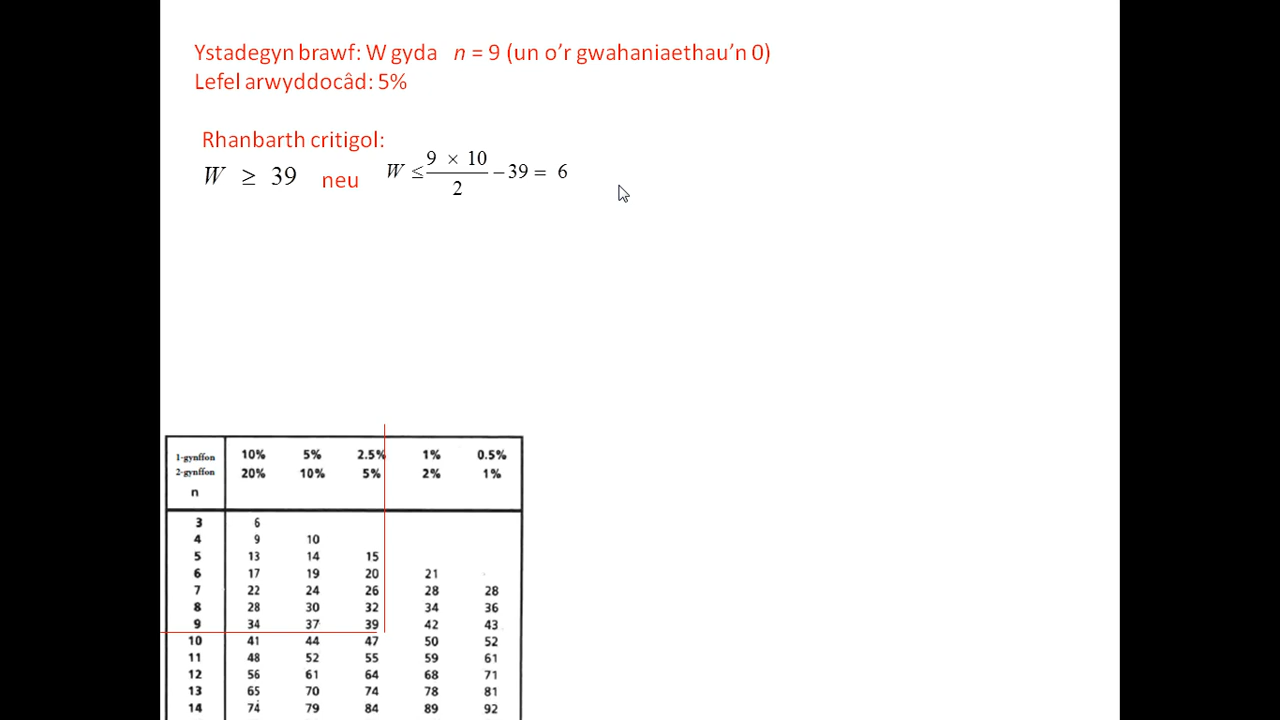 Ystadegyn brawf: W gyda n = 9 (un o’r gwahaniaethau’n 0)
Lefel arwyddocâd: 5%
Rhanbarth critigol:
W ≥ 39 neu W ≤ 9 × 10 / 2 − 39 = 6
1-gynffon 10% 5% 2.5% 1% 0.5%
2-gynffon 20% 10% 5% 2% 1%
n
3 6
4 9 10
5 13 14 15
6 17 19 20 21
7 22 24 26 28 28
8 28 30 32 34 36
9 34 37 39 42 43
10 41 44 47 50 52
11 48 52 55 59 61
12 56 61 64 68 71
13 65 70 74 78 81
14 74 79 84 89 92